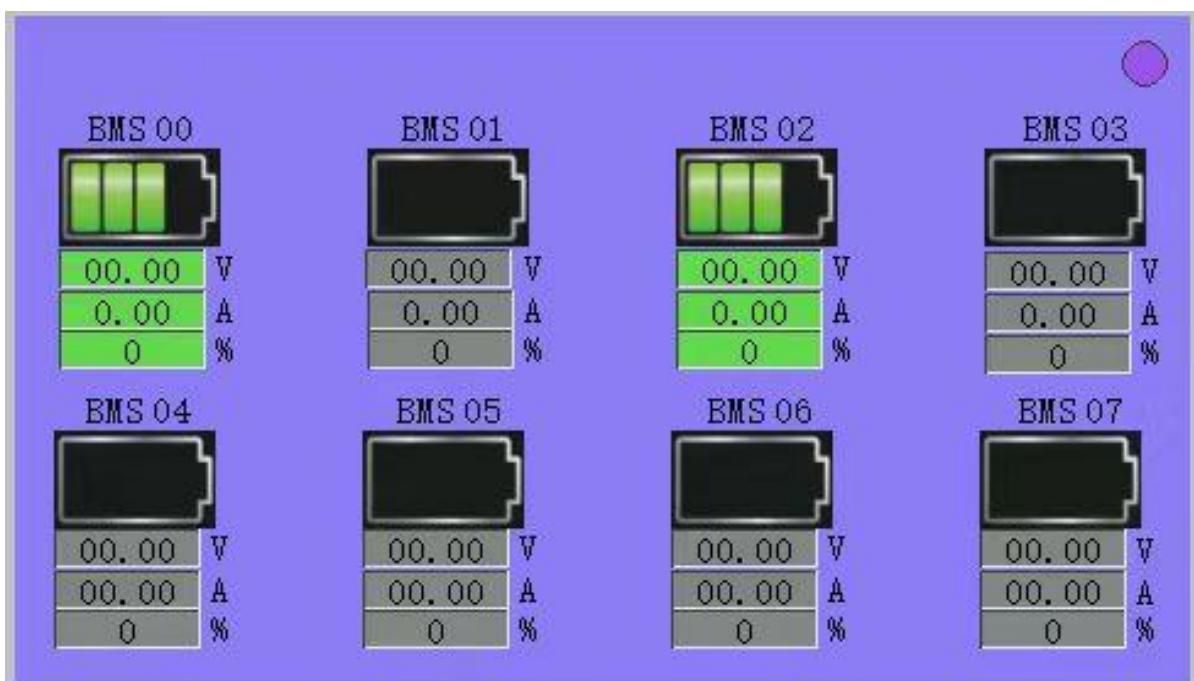 BMS 00 BMS 01 BMS 02 BMS 03
00.00 V 00.00 V 00.00 V 00.00 V
0.00 A 0.00 A 0.00 A 0.00 A
0 % 0 % 0 % 0 %
BMS 04 BMS 05 BMS 06 BMS 07
00.00 V 00.00 V 00.00 V 00.00 V
00.00 A 00.00 A 00.00 A 00.00 A
0 % 0 % 0 % 0 %